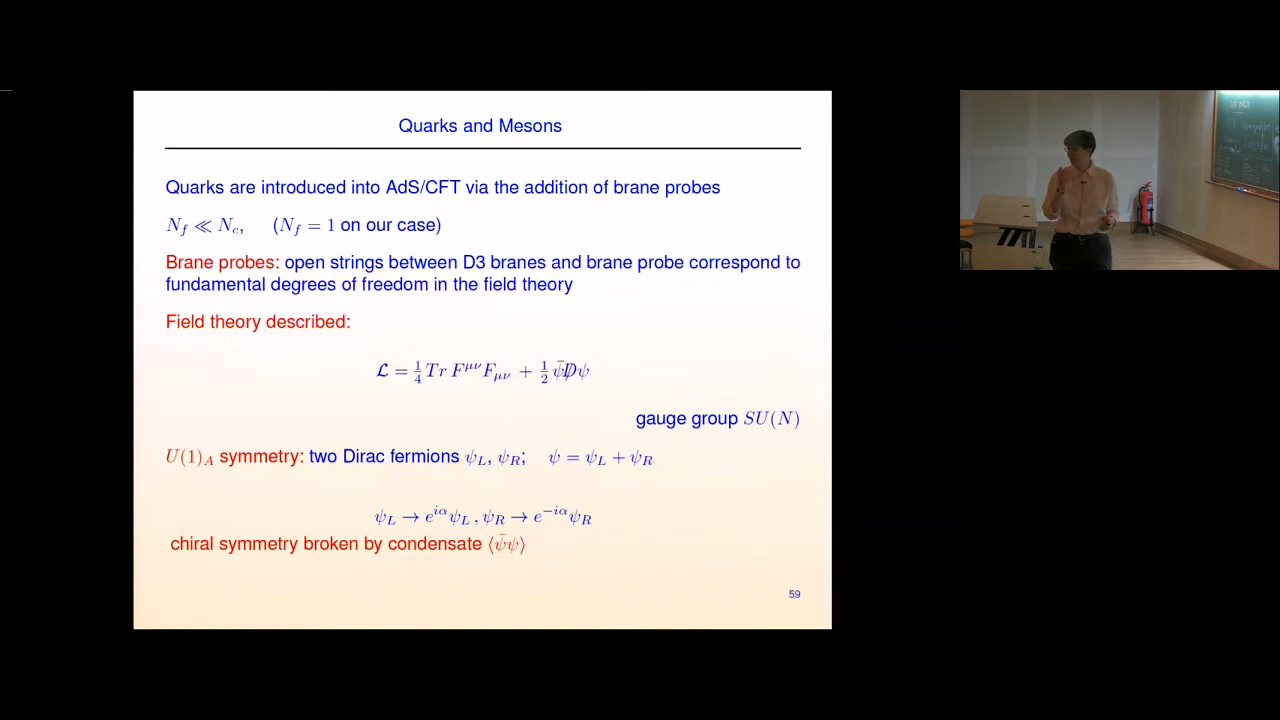 Quarks and Mesons
Quarks are introduced into AdS/CFT via the addition of brane probes
N_f ≪ N_c,    (N_f = 1 on our case)
Brane probes: open strings between D3 branes and brane probe correspond to
fundamental degrees of freedom in the field theory
Field theory described:
ℒ = 1/4 Tr F^{μν}F_{μν} + 1/2 ψ̄D̸ψ
gauge group SU(N)
U(1)_A symmetry: two Dirac fermions ψ_L, ψ_R;   ψ = ψ_L + ψ_R
ψ_L → e^{iα}ψ_L , ψ_R → e^{−iα}ψ_R
chiral symmetry broken by condensate ⟨ψ̄ψ⟩
59